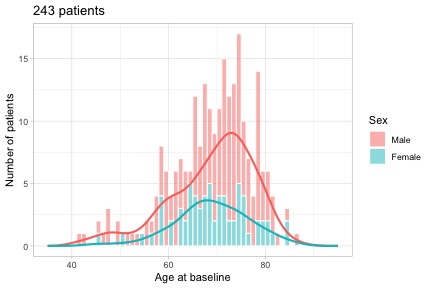 243 patients
15
10
5
0
Number of patients
40
60
80
Age at baseline
Sex
Male
Female